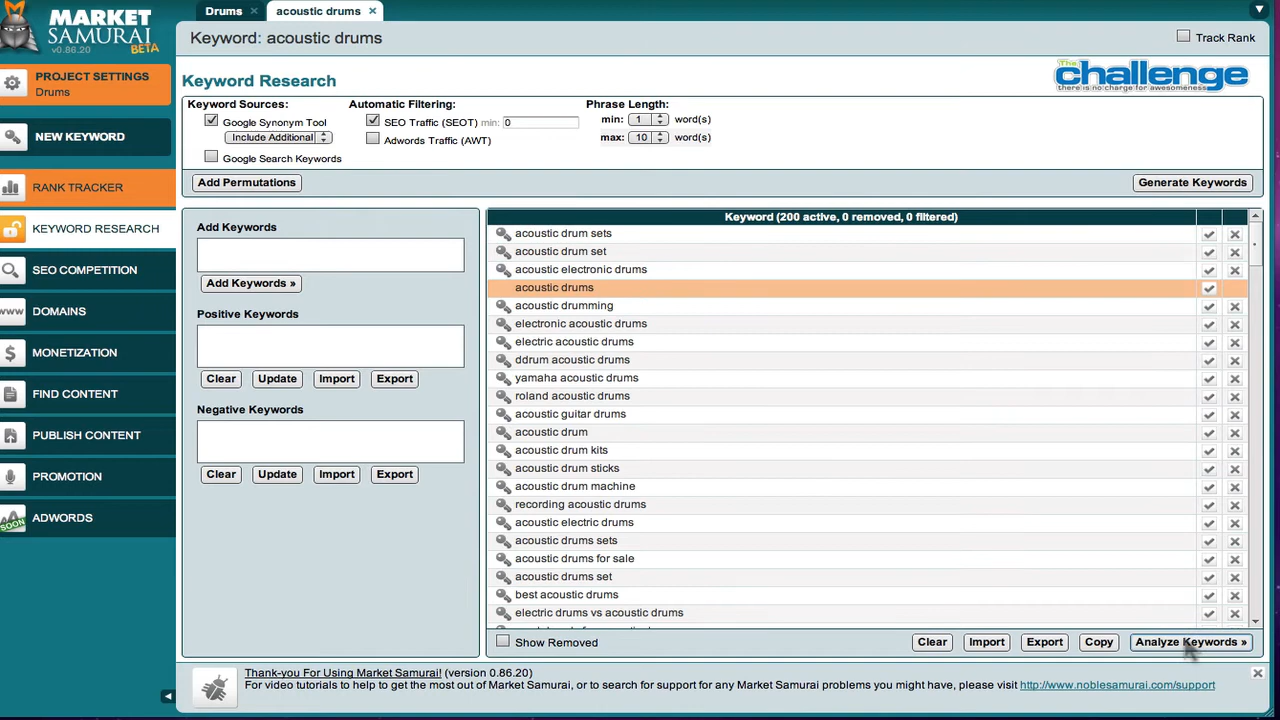 Drums
acoustic drums
MARKET
SAMURAI
v0.86.20
BETA
Keyword: acoustic drums
Track Rank
PROJECT SETTINGS
Drums
Keyword Research
The
challenge
there is no charge for awesomeness
Keyword Sources:
Automatic Filtering:
Phrase Length:
Google Synonym Tool
SEO Traffic (SEOT) min: 0
min: 1 word(s)
Include Additional
Adwords Traffic (AWT)
max: 10 word(s)
Google Search Keywords
Add Permutations
Generate Keywords
NEW KEYWORD
RANK TRACKER
KEYWORD RESEARCH
SEO COMPETITION
WWW
DOMAINS
$
MONETIZATION
FIND CONTENT
PUBLISH CONTENT
PROMOTION
SOON
ADWORDS
Add Keywords
Add Keywords »
Positive Keywords
Clear
Update
Import
Export
Negative Keywords
Clear
Update
Import
Export
Keyword (200 active, 0 removed, 0 filtered)
acoustic drum sets
acoustic drum set
acoustic electronic drums
acoustic drums
acoustic drumming
electronic acoustic drums
electric acoustic drums
ddrum acoustic drums
yamaha acoustic drums
roland acoustic drums
acoustic guitar drums
acoustic drum
acoustic drum kits
acoustic drum sticks
acoustic drum machine
recording acoustic drums
acoustic electric drums
acoustic drums sets
acoustic drums for sale
acoustic drums set
best acoustic drums
electric drums vs acoustic drums
Show Removed
Clear
Import
Export
Copy
Analyze Keywords »
Thank-you For Using Market Samurai! (version 0.86.20)
For video tutorials to help to get the most out of Market Samurai, or to search for support for any Market Samurai problems you might have, please visit http://www.noblesamurai.com/support